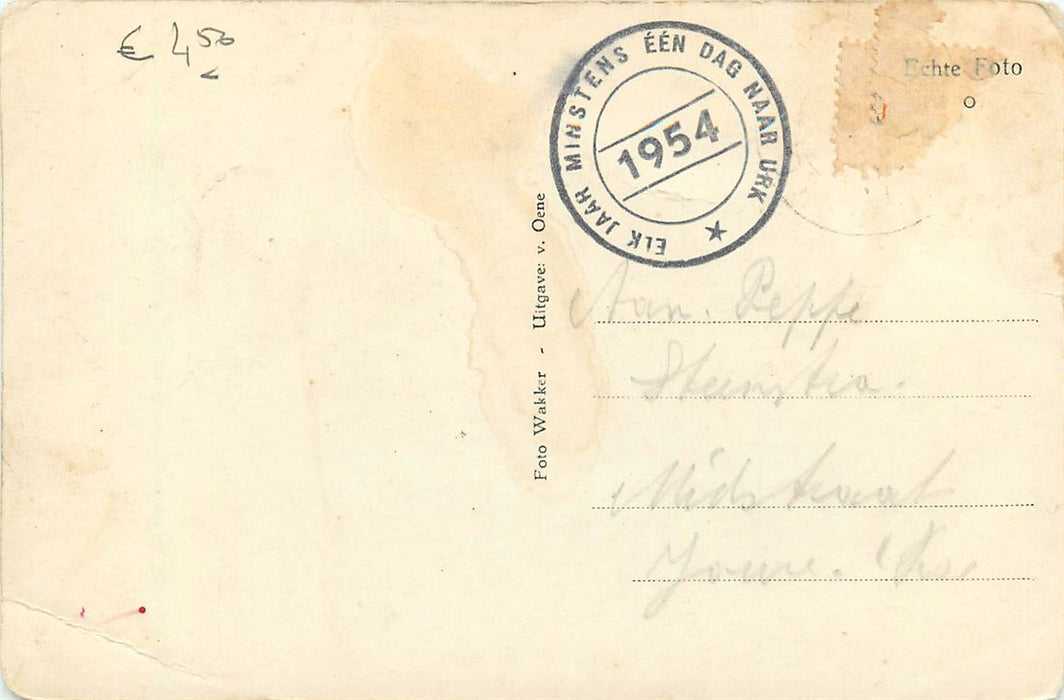 € 4 50
ELK JAAR MINSTENS ÉÉN DAG NAAR URK ★
1954
Echte Foto
Foto Wakker - Uitgave: v. Oene
Aan. Peppe
Steenstra.
Midstraat
Joure.